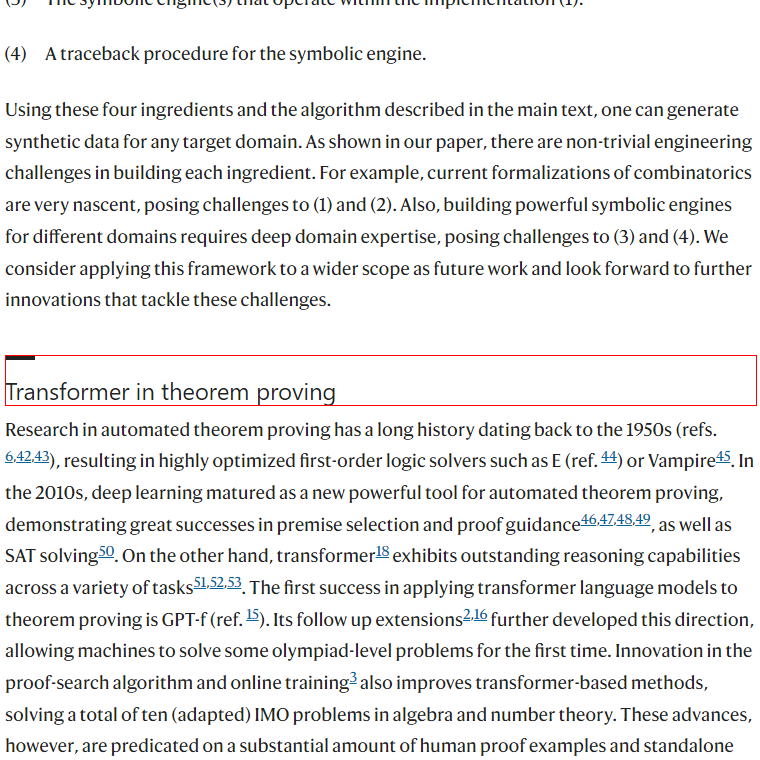 (3) The symbolic engine(s) that operate within the implementation (1).
(4) A traceback procedure for the symbolic engine.
Using these four ingredients and the algorithm described in the main text, one can generate
synthetic data for any target domain. As shown in our paper, there are non-trivial engineering
challenges in building each ingredient. For example, current formalizations of combinatorics
are very nascent, posing challenges to (1) and (2). Also, building powerful symbolic engines
for different domains requires deep domain expertise, posing challenges to (3) and (4). We
consider applying this framework to a wider scope as future work and look forward to further
innovations that tackle these challenges.
Transformer in theorem proving
Research in automated theorem proving has a long history dating back to the 1950s (refs.
6,42,43), resulting in highly optimized first-order logic solvers such as E (ref. 44) or Vampire45. In
the 2010s, deep learning matured as a new powerful tool for automated theorem proving,
demonstrating great successes in premise selection and proof guidance46,47,48,49, as well as
SAT solving50. On the other hand, transformer18 exhibits outstanding reasoning capabilities
across a variety of tasks51,52,53. The first success in applying transformer language models to
theorem proving is GPT-f (ref. 15). Its follow up extensions2,16 further developed this direction,
allowing machines to solve some olympiad-level problems for the first time. Innovation in the
proof-search algorithm and online training3 also improves transformer-based methods,
solving a total of ten (adapted) IMO problems in algebra and number theory. These advances,
however, are predicated on a substantial amount of human proof examples and standalone